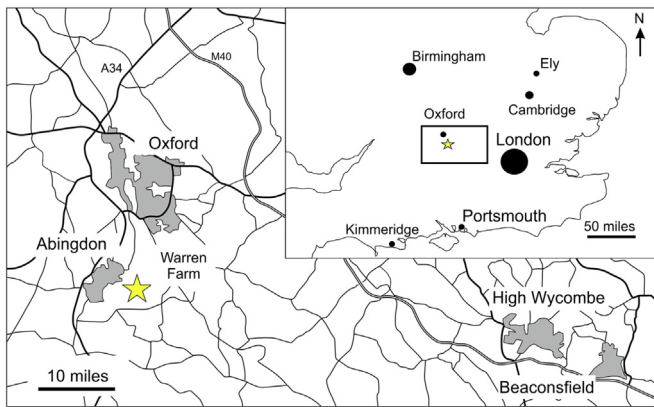 A34
M40
Oxford
Abingdon
Warren
Farm
10 miles
High Wycombe
Beaconsfield
N
Birmingham
Ely
Cambridge
Oxford
London
Kimmeridge
Portsmouth
50 miles